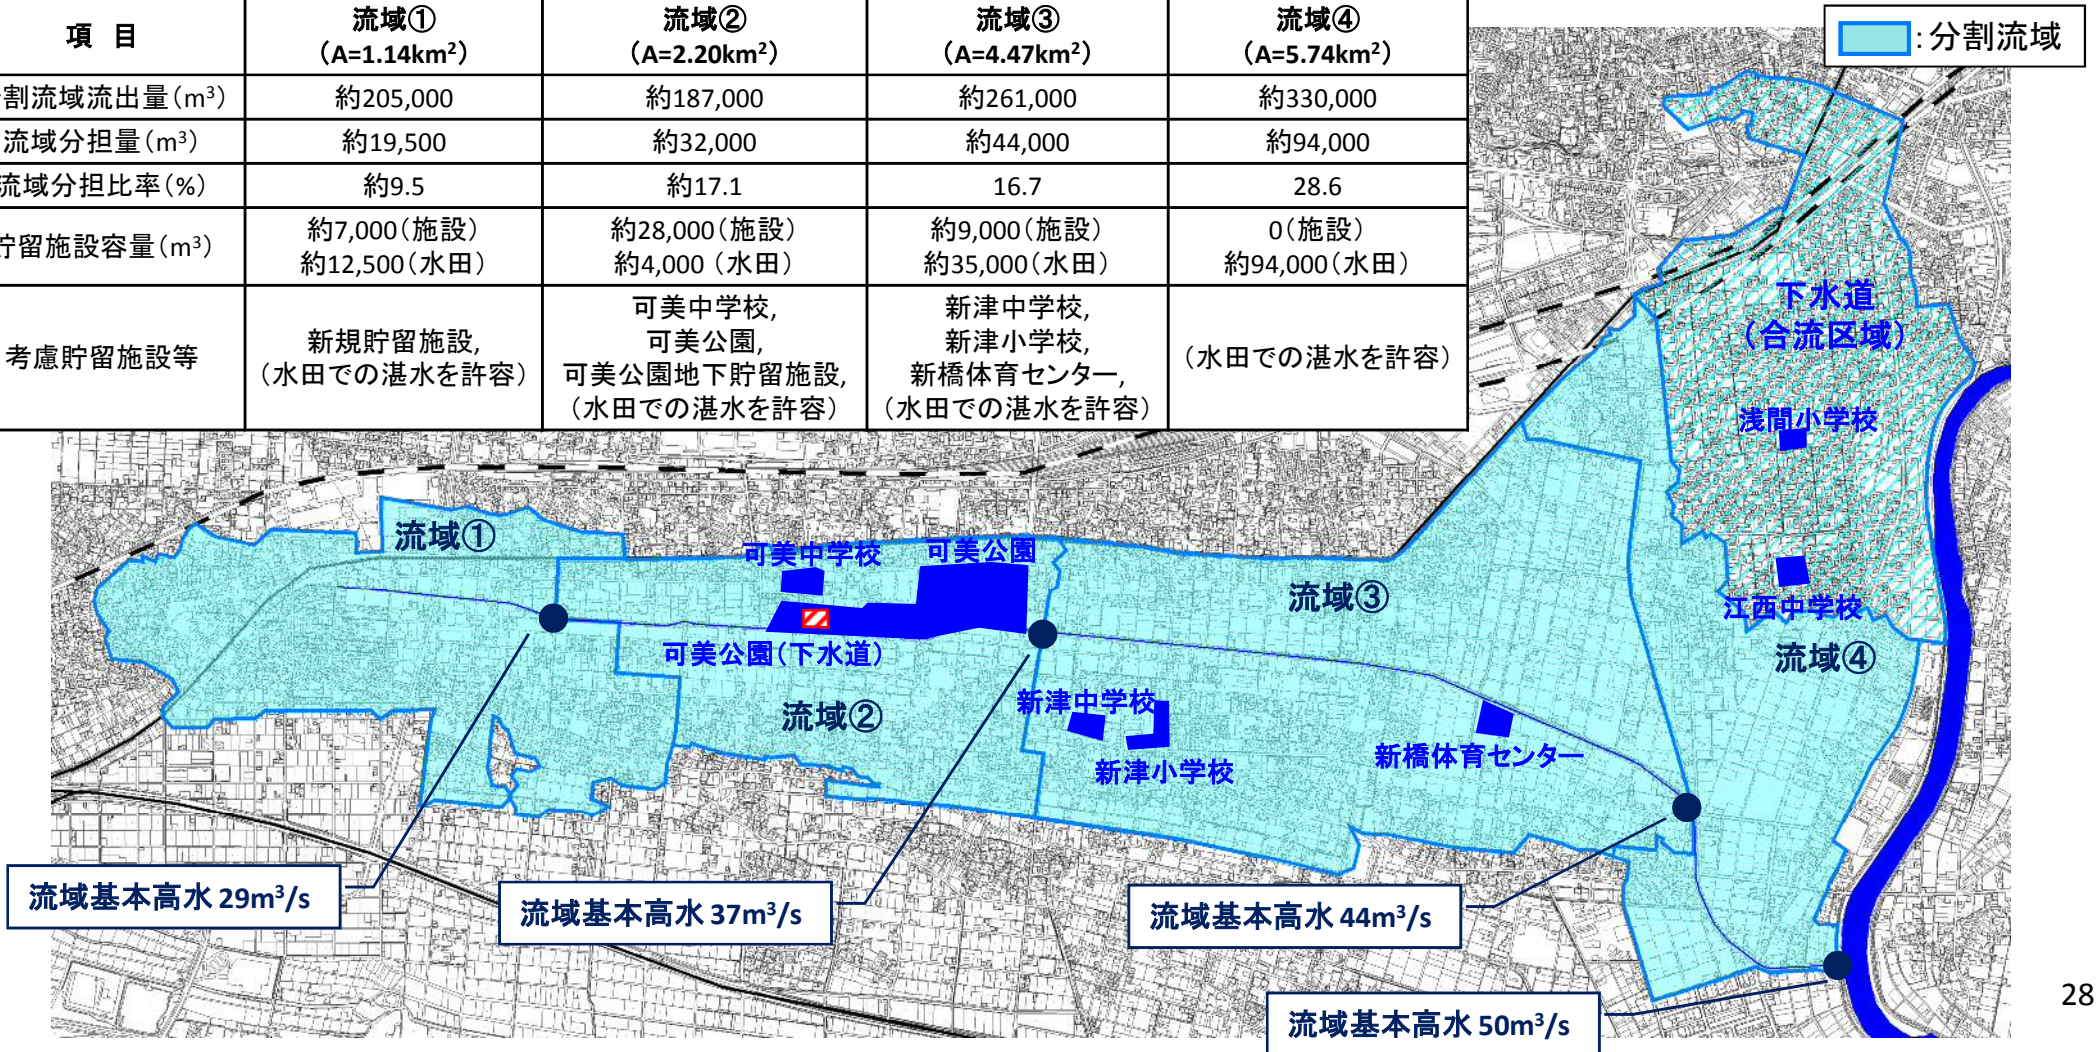 項 目 流域① 流域② 流域③ 流域④
（A=1.14km²） （A=2.20km²） （A=4.47km²） （A=5.74km²）
割流域流出量（m³） 約205,000 約187,000 約261,000 約330,000
流域分担量（m³） 約19,500 約32,000 約44,000 約94,000
流域分担比率（%） 約9.5 約17.1 16.7 28.6
貯留施設容量（m³） 約7,000（施設） 約28,000（施設） 約9,000（施設） 0（施設）
約12,500（水田） 約4,000 （水田） 約35,000（水田） 約94,000（水田）
考慮貯留施設等
新規貯留施設，
（水田での湛水を許容）
可美中学校，
可美公園，
可美公園地下貯留施設，
（水田での湛水を許容）
新津中学校，
新津小学校，
新橋体育センター，
（水田での湛水を許容）
（水田での湛水を許容）
：分割流域
下水道
（合流区域）
浅間小学校
流域①
可美中学校
可美公園
流域③
江西中学校
可美公園（下水道）
流域④
新津中学校
流域②
新橋体育センター
新津小学校
流域基本高水 29m³/s
流域基本高水 37m³/s
流域基本高水 44m³/s
流域基本高水 50m³/s
28